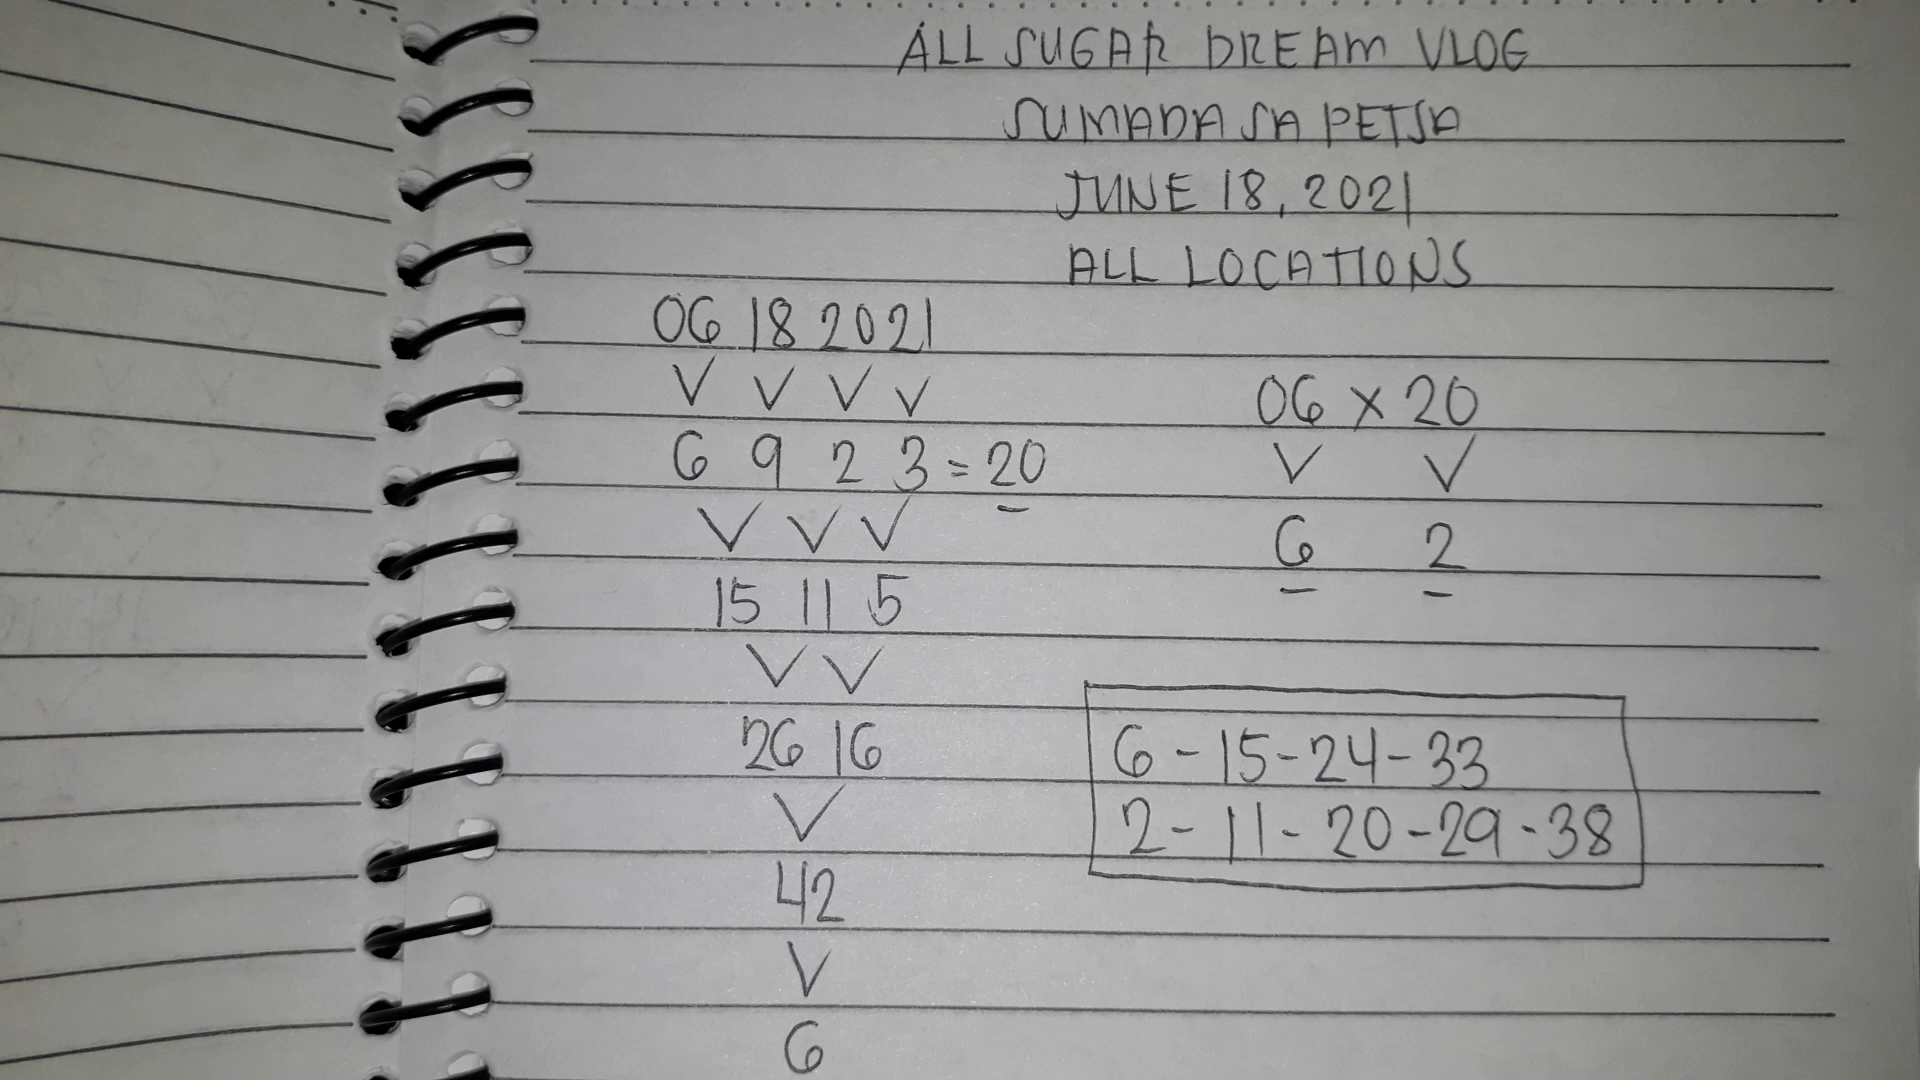 ALL SUGAR DREAM VLOG
SUMADA SA PETSA
JUNE 18, 2021
ALL LOCATIONS
06 18 2021
6 9 2 3 = 20
15 11 5
26 16
42
6
06 x 20
6 2
6 - 15 - 24 - 33
2 - 11 - 20 - 29 - 38